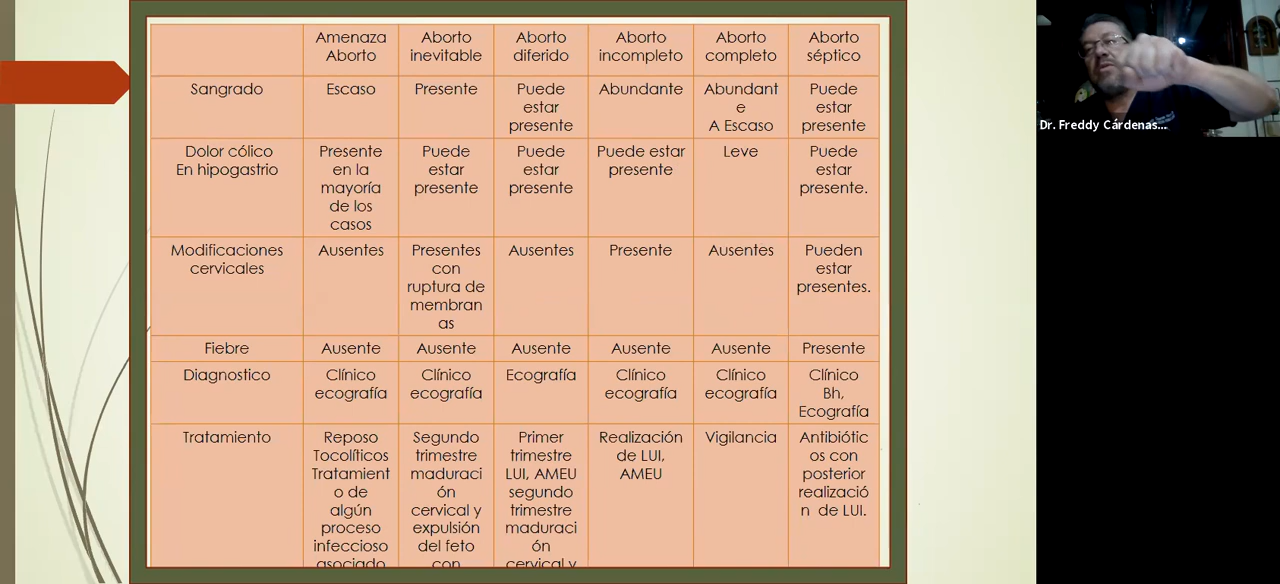 Amenaza
Aborto
Aborto
inevitable
Aborto
diferido
Aborto
incompleto
Aborto
completo
Aborto
séptico
Sangrado
Escaso
Presente
Puede
estar
presente
Abundante
Abundant
e
A Escaso
Puede
estar
presente
Dolor cólico
En hipogastrio
Presente
en la
mayoría
de los
casos
Puede
estar
presente
Puede
estar
presente
Puede estar
presente
Leve
Puede
estar
presente.
Modificaciones
cervicales
Ausentes
Presentes
con
ruptura de
membran
as
Ausentes
Presente
Ausentes
Pueden
estar
presentes.
Fiebre
Ausente
Ausente
Ausente
Ausente
Ausente
Presente
Diagnostico
Clínico
ecografía
Clínico
ecografía
Ecografía
Clínico
ecografía
Clínico
ecografía
Clínico
Bh,
Ecografía
Tratamiento
Reposo
Tocolíticos
Tratamient
o de
algún
proceso
infeccioso
asociado
Segundo
trimestre
maduraci
ón
cervical y
expulsión
del feto
con
Primer
trimestre
LUI, AMEU
segundo
trimestre
maduraci
ón
cervical y
Realización
de LUI,
AMEU
Vigilancia
Antibiótic
os con
posterior
realizació
n de LUI.
Dr. Freddy Cárdenas...